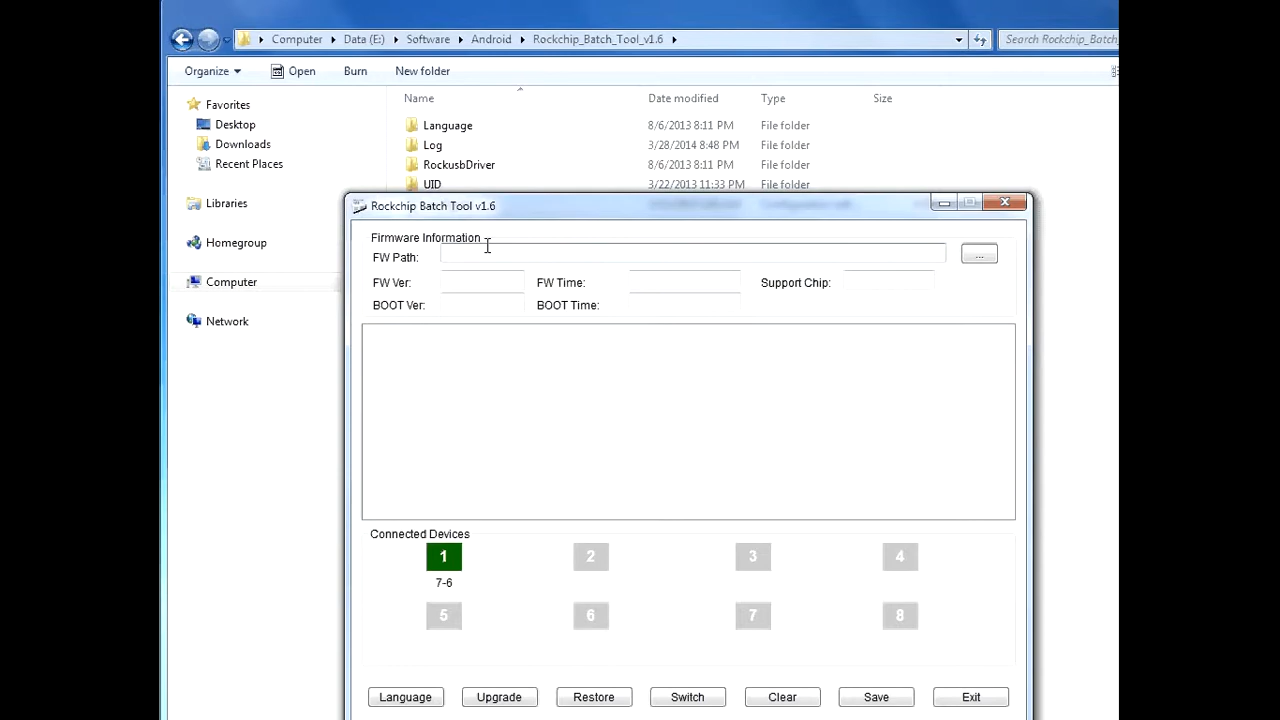 Computer Data (E:) Software Android Rockchip_Batch_Tool_v1.6 Search Rockchip_Batch_
Organize Open Burn New folder
Name Date modified Type Size
Favorites
Desktop
Downloads
Recent Places
Libraries
Homegroup
Computer
Network
Language 8/6/2013 8:11 PM File folder
Log 3/28/2014 8:48 PM File folder
RockusbDriver 8/6/2013 8:11 PM File folder
UID 3/22/2013 11:33 PM File folder
Rockchip Batch Tool v1.6
Firmware Information
FW Path: ...
FW Ver: FW Time: Support Chip:
BOOT Ver: BOOT Time:
Connected Devices
1 2 3 4
7-6
5 6 7 8
Language Upgrade Restore Switch Clear Save Exit